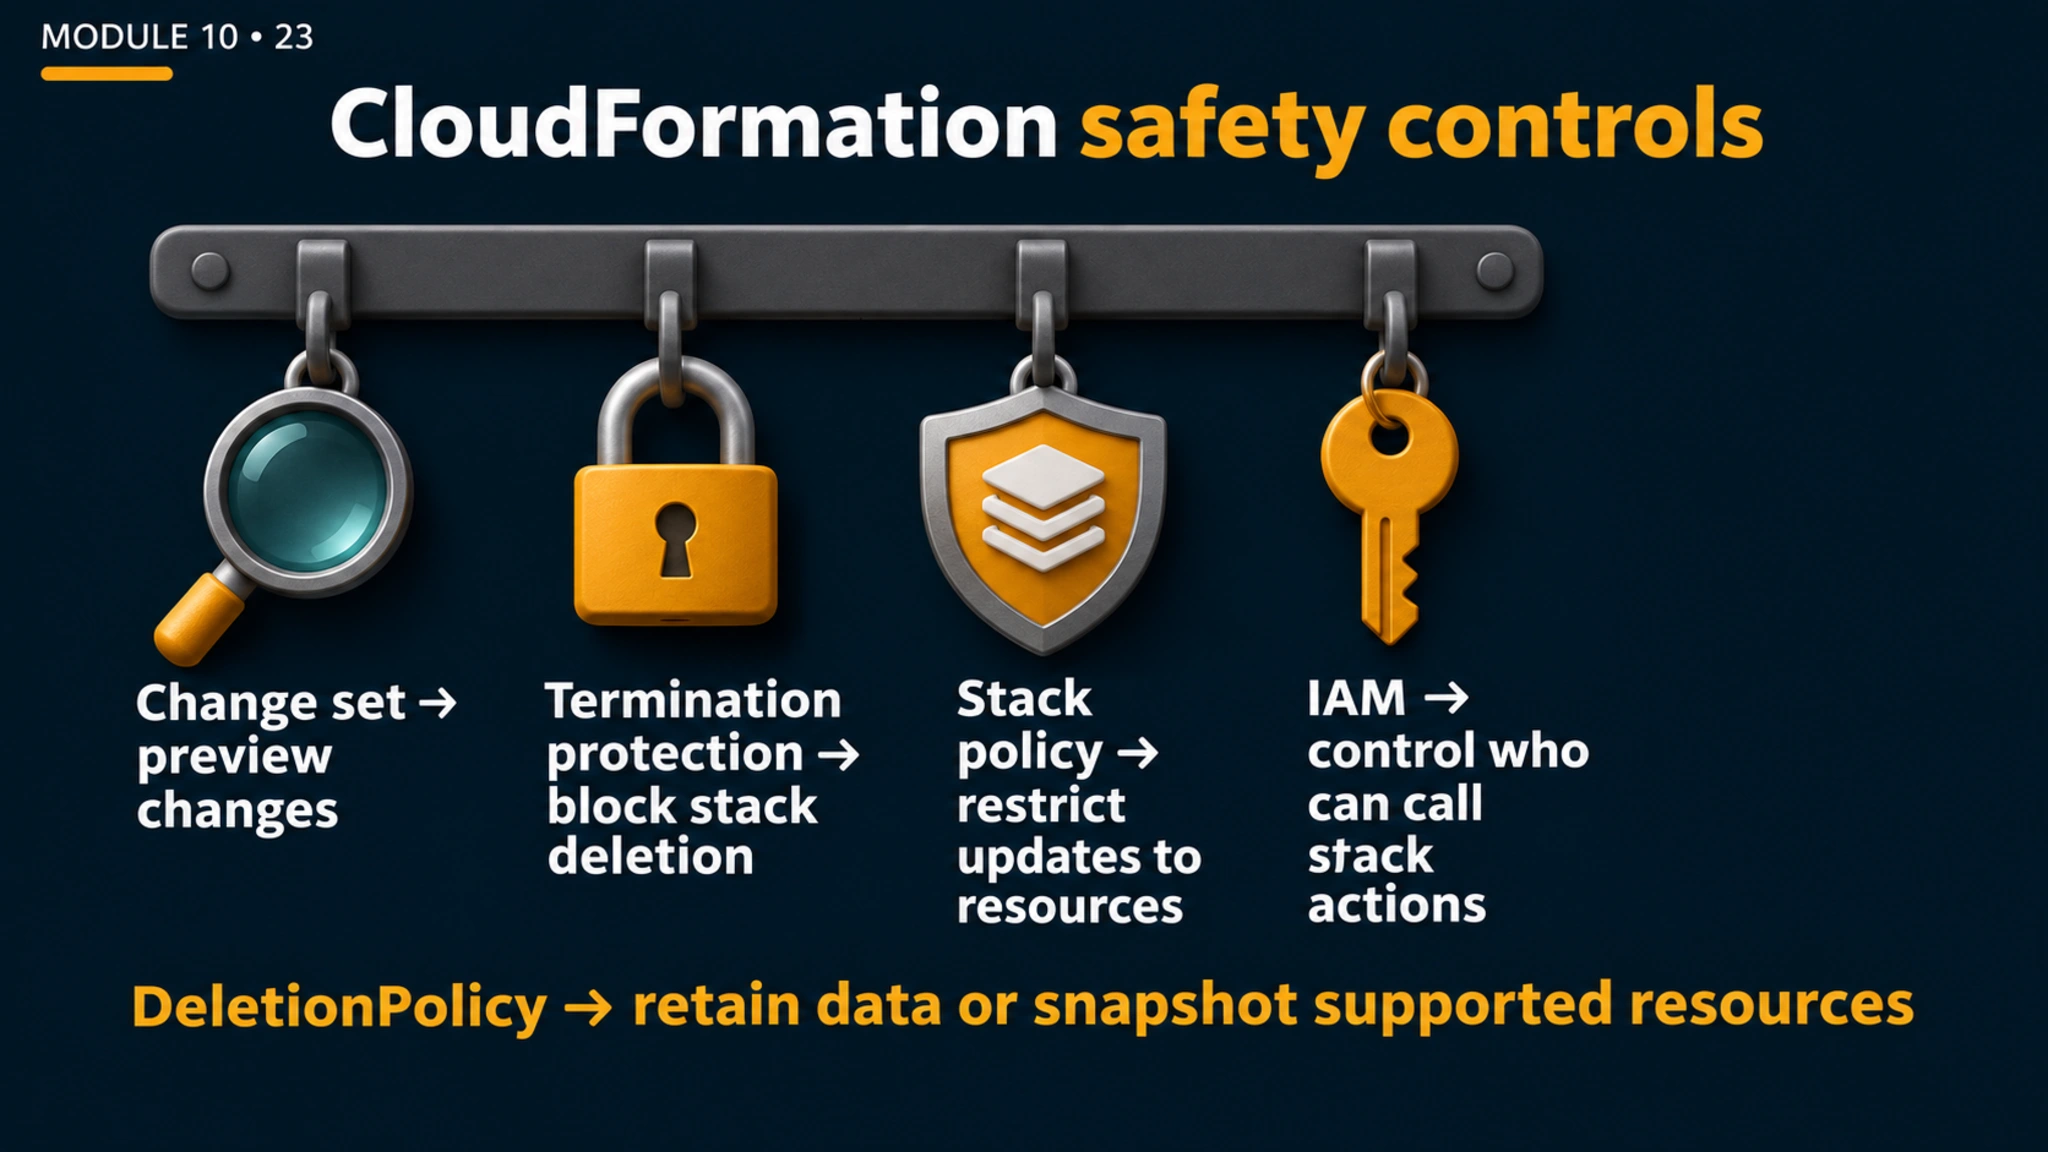 MODULE 10 • 23
CloudFormation safety controls
Change set →
preview
changes
Termination
protection →
block stack
deletion
Stack
policy →
restrict
updates to
resources
IAM →
control who
can call
stack
actions
DeletionPolicy → retain data or snapshot supported resources